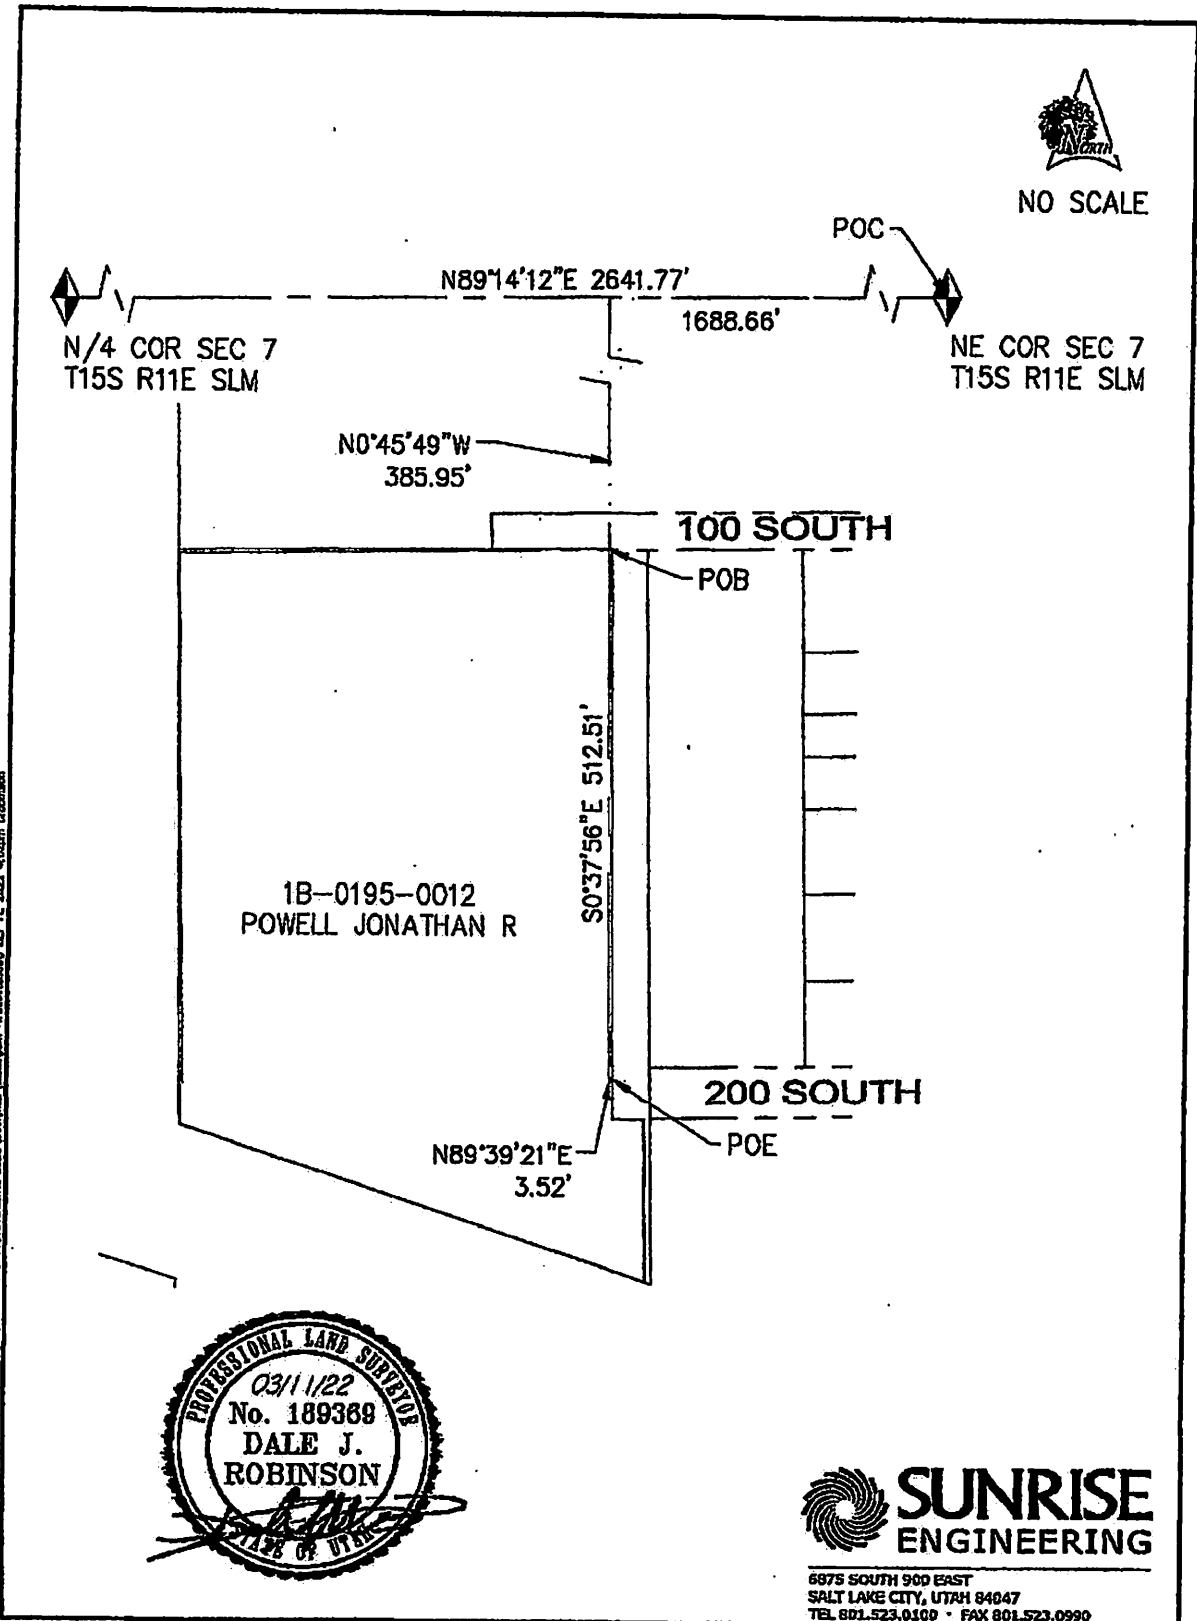 NORTH
NO SCALE
POC
N89°14'12"E 2641.77'
1688.66'
N/4 COR SEC 7
T15S R11E SLM
NE COR SEC 7
T15S R11E SLM
N0°45'49"W
385.95'
100 SOUTH
POB
S0°37'56"E 512.51'
1B-0195-0012
POWELL JONATHAN R
200 SOUTH
POE
N89°39'21"E
3.52'
PROFESSIONAL LAND SURVEYOR
03/11/22
No. 189369
DALE J.
ROBINSON
STATE OF UTAH
SUNRISE
ENGINEERING
6875 SOUTH 900 EAST
SALT LAKE CITY, UTAH 84047
TEL 801.523.0100 • FAX 801.523.0990